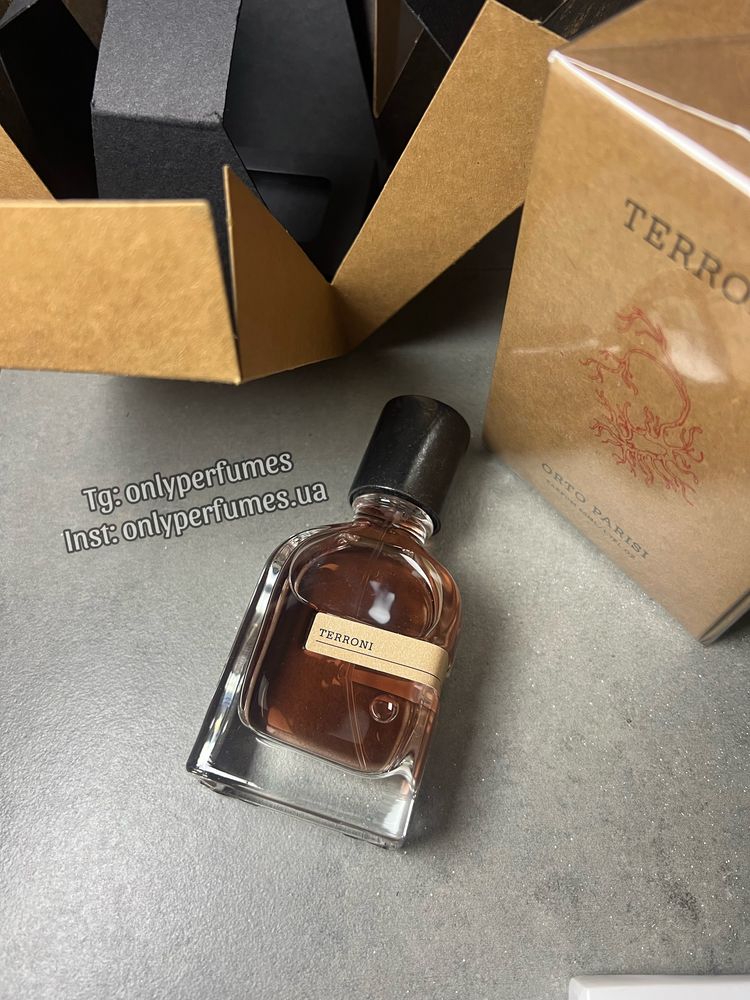 TERRO
ORTO PARISI
Tg: onlyperfumes
Inst: onlyperfumes.ua
TERRONI